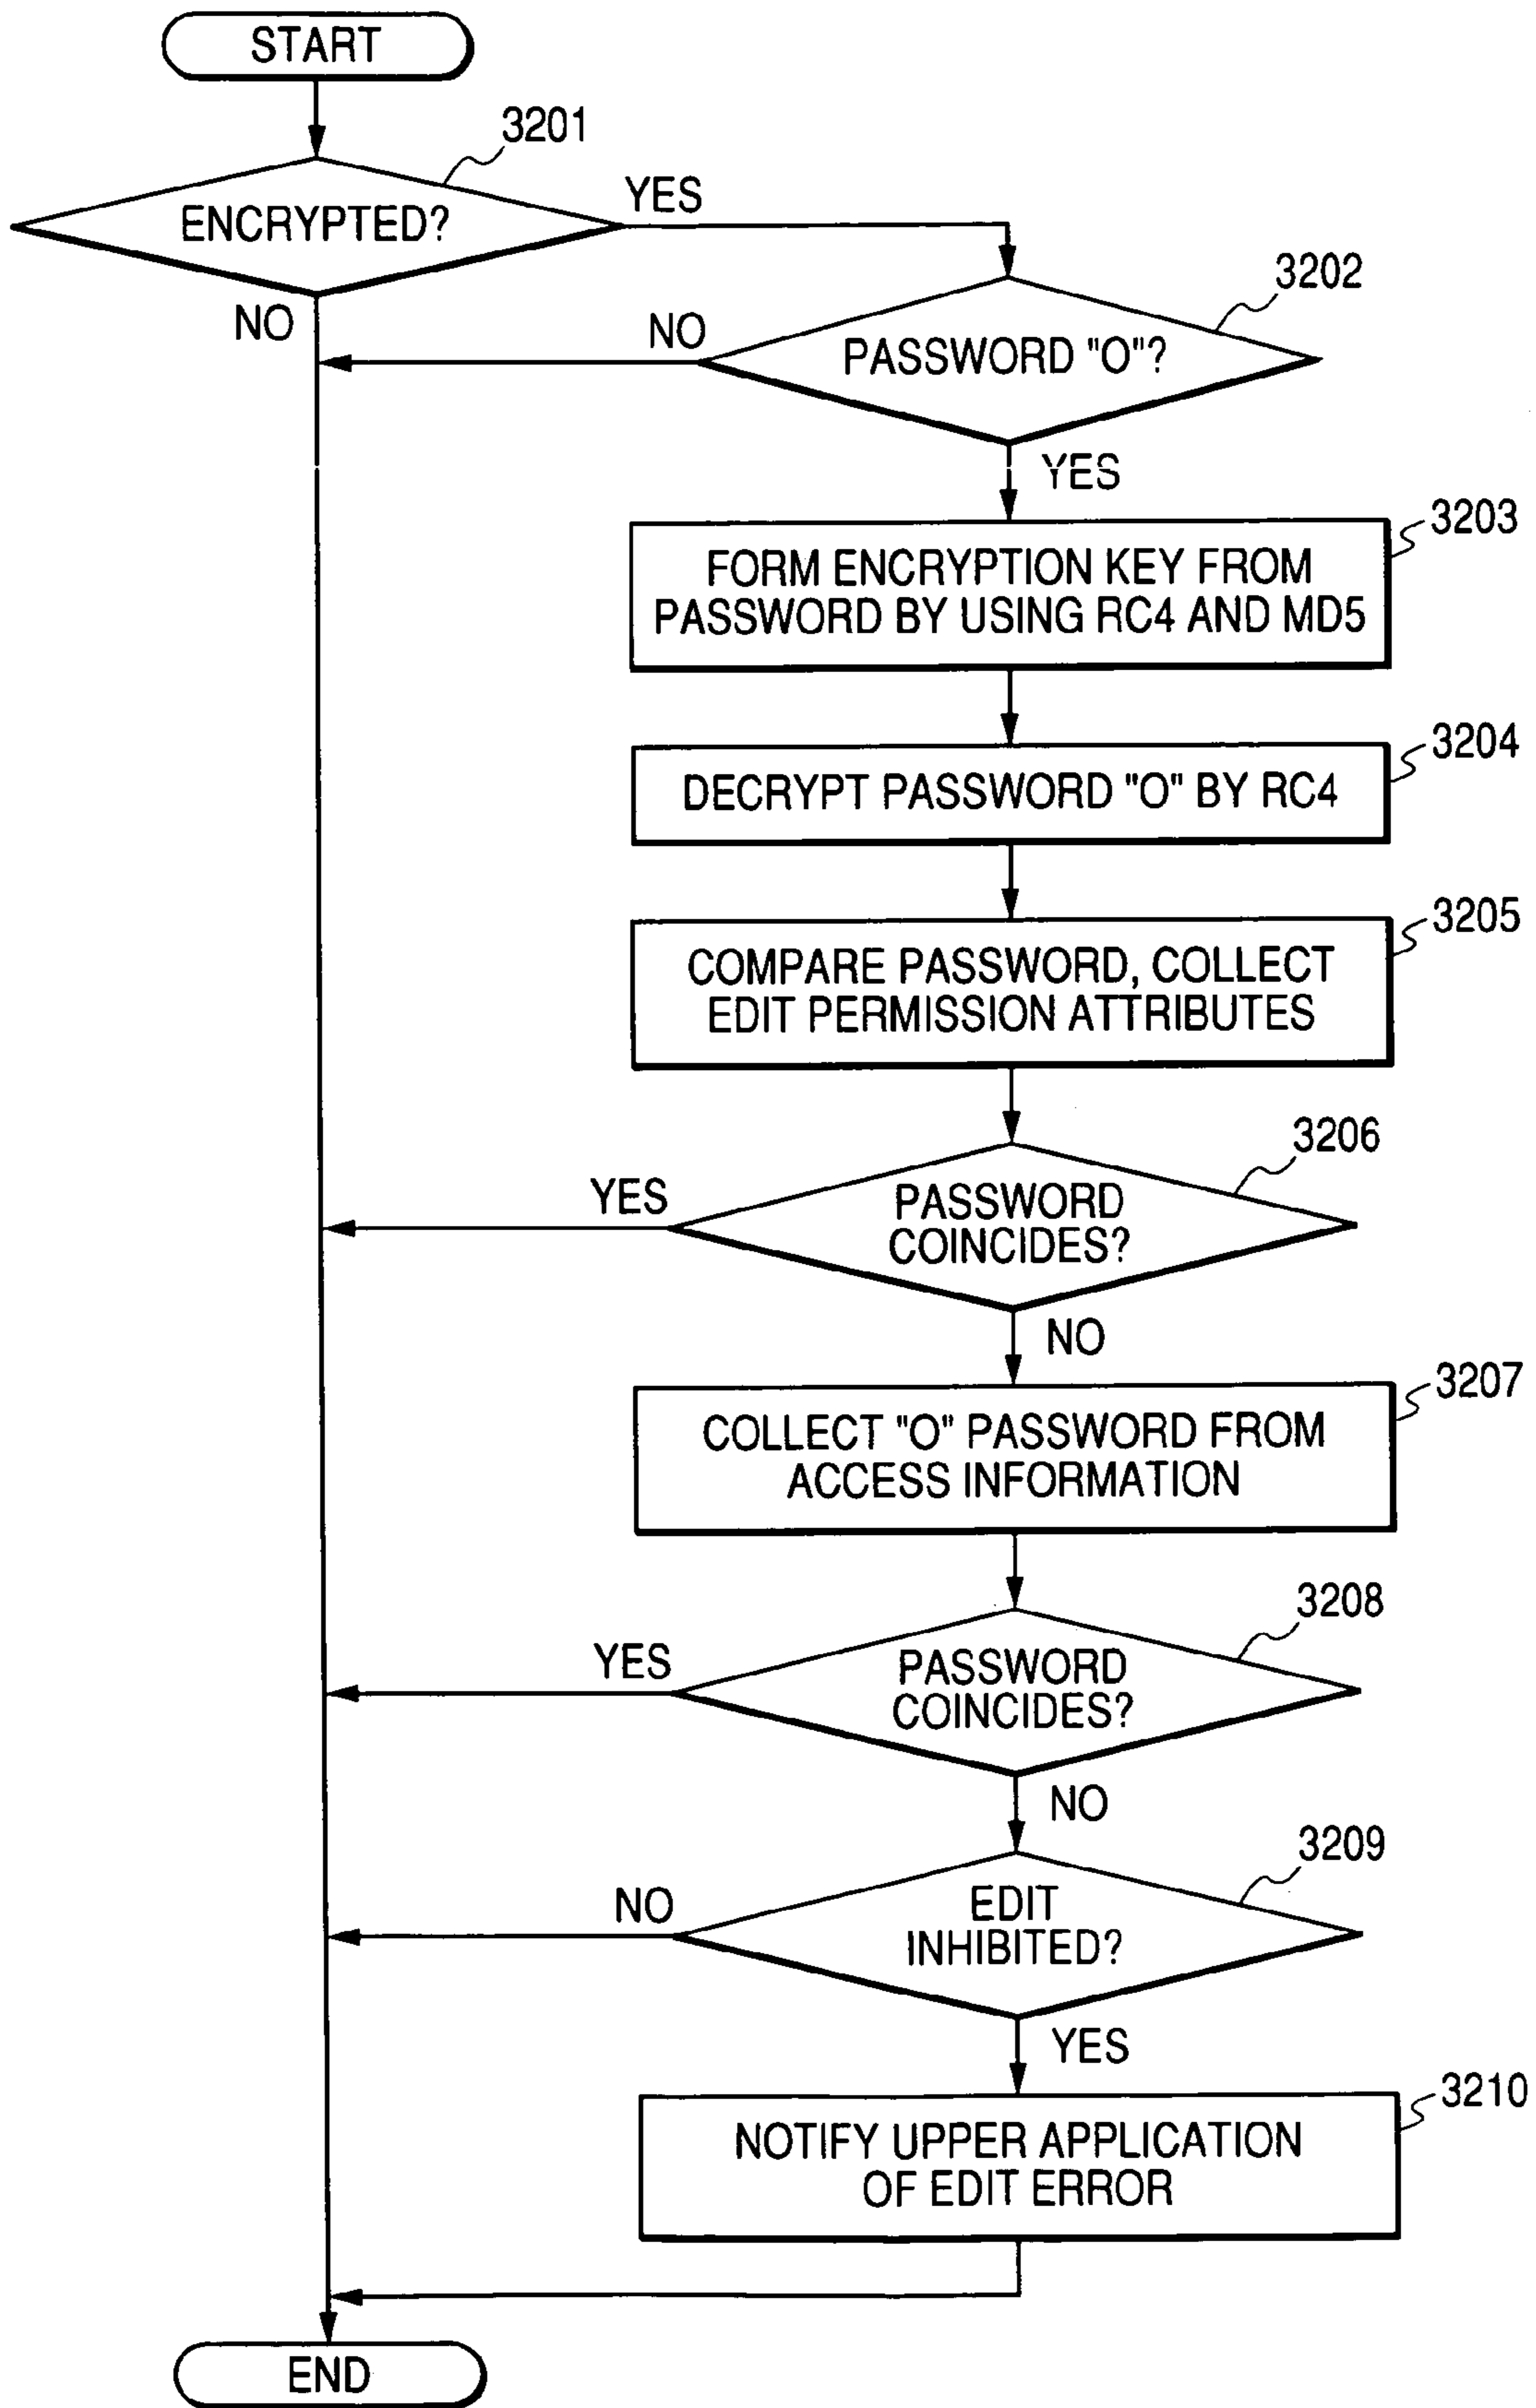 START
3201
ENCRYPTED?
YES
NO
3202
PASSWORD "O"?
NO
YES
3203
FORM ENCRYPTION KEY FROM
PASSWORD BY USING RC4 AND MD5
3204
DECRYPT PASSWORD "O" BY RC4
3205
COMPARE PASSWORD, COLLECT
EDIT PERMISSION ATTRIBUTES
3206
PASSWORD
COINCIDES?
YES
NO
3207
COLLECT "O" PASSWORD FROM
ACCESS INFORMATION
3208
PASSWORD
COINCIDES?
YES
NO
3209
EDIT
INHIBITED?
NO
YES
3210
NOTIFY UPPER APPLICATION
OF EDIT ERROR
END